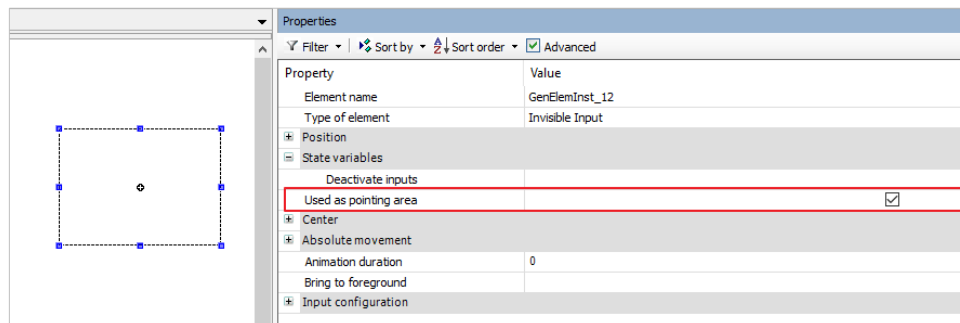 Properties
Filter Sort by Sort order Advanced
Property Value
Element name GenElemInst_12
Type of element Invisible Input
Position
State variables
Deactivate inputs
Used as pointing area
Center
Absolute movement
Animation duration 0
Bring to foreground
Input configuration